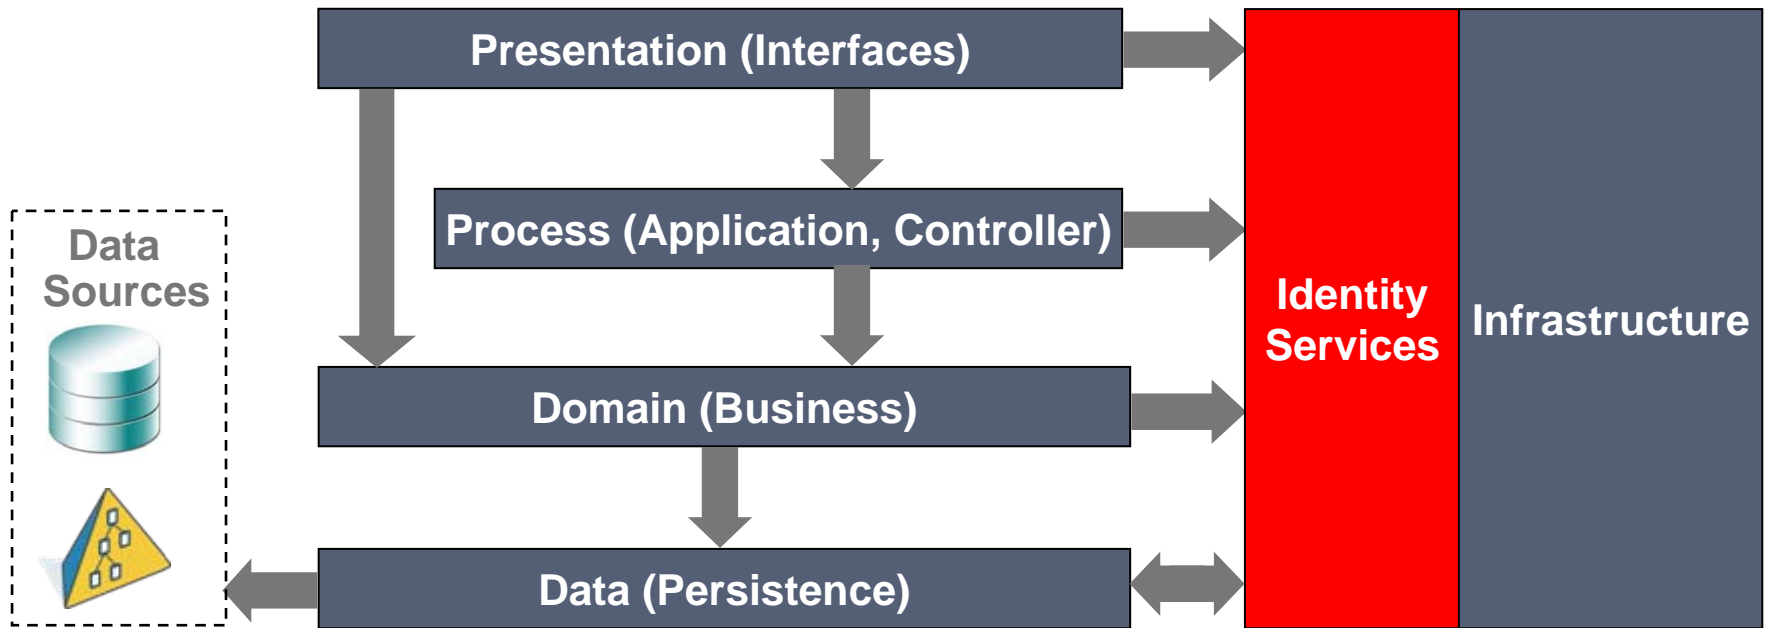 Presentation (Interfaces)
Process (Application, Controller)
Data
Sources
Identity
Services
Infrastructure
Domain (Business)
Data (Persistence)